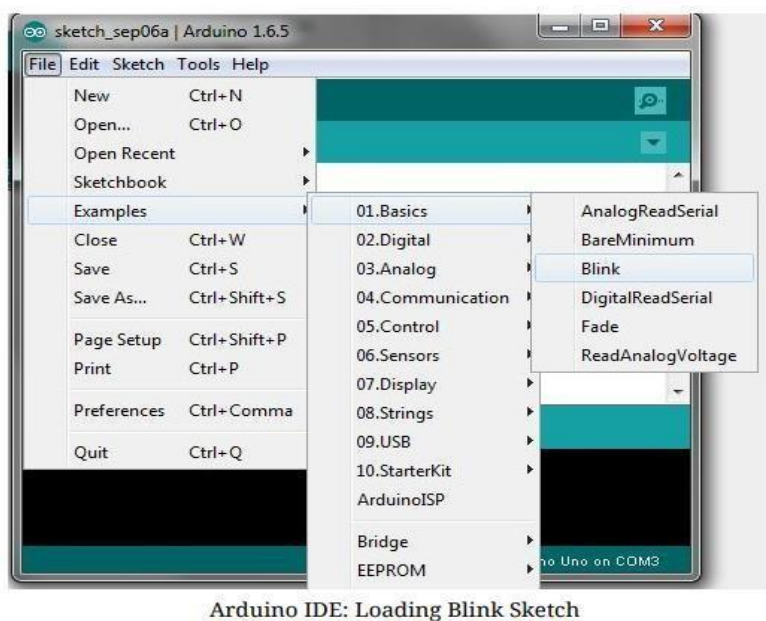 sketch_sep06a | Arduino 1.6.5
File Edit Sketch Tools Help
New Ctrl+N
Open... Ctrl+O
Open Recent
Sketchbook
Examples
Close Ctrl+W
Save Ctrl+S
Save As... Ctrl+Shift+S
Page Setup Ctrl+Shift+P
Print Ctrl+P
Preferences Ctrl+Comma
Quit Ctrl+Q
01.Basics
02.Digital
03.Analog
04.Communication
05.Control
06.Sensors
07.Display
08.Strings
09.USB
10.StarterKit
ArduinoISP
Bridge
EEPROM
AnalogReadSerial
BareMinimum
Blink
DigitalReadSerial
Fade
ReadAnalogVoltage
no Uno on COM3
Arduino IDE: Loading Blink Sketch